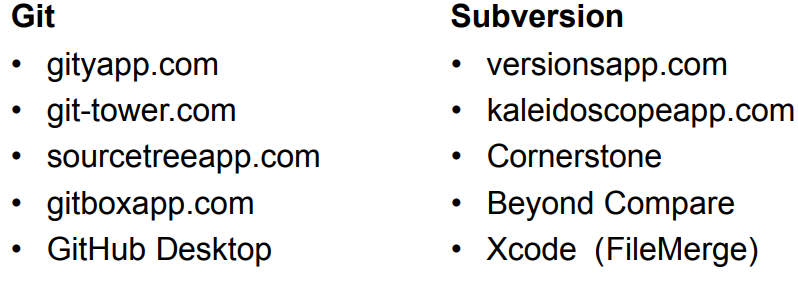 Git
• gityapp.com
• git-tower.com
• sourcetreeapp.com
• gitboxapp.com
• GitHub Desktop
Subversion
• versionsapp.com
• kaleidoscopeapp.com
• Cornerstone
• Beyond Compare
• Xcode  (FileMerge)